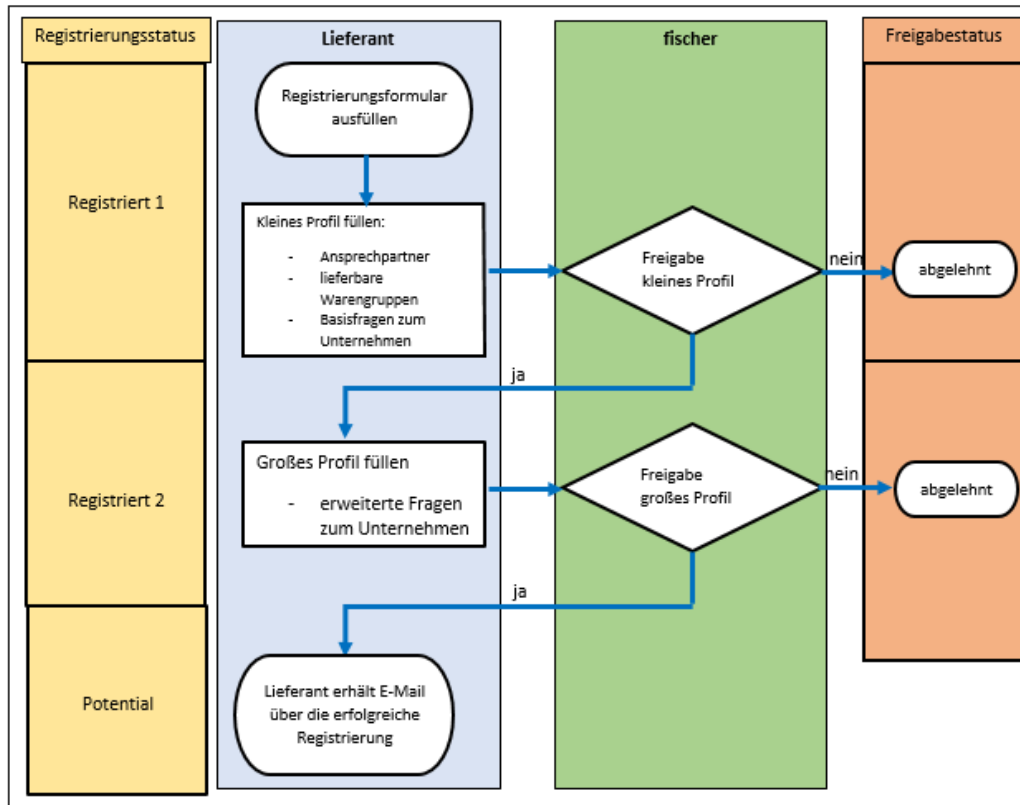 Registrierungsstatus
Lieferant
fischer
Freigabestatus
Registrierungsformular
ausfüllen
Registriert 1
Kleines Profil füllen:
- Ansprechpartner
- lieferbare
Warengruppen
- Basisfragen zum
Unternehmen
Freigabe
kleines Profil
nein
abgelehnt
ja
Registriert 2
Großes Profil füllen
- erweiterte Fragen
zum Unternehmen
Freigabe
großes Profil
nein
abgelehnt
ja
Potential
Lieferant erhält E-Mail
über die erfolgreiche
Registrierung